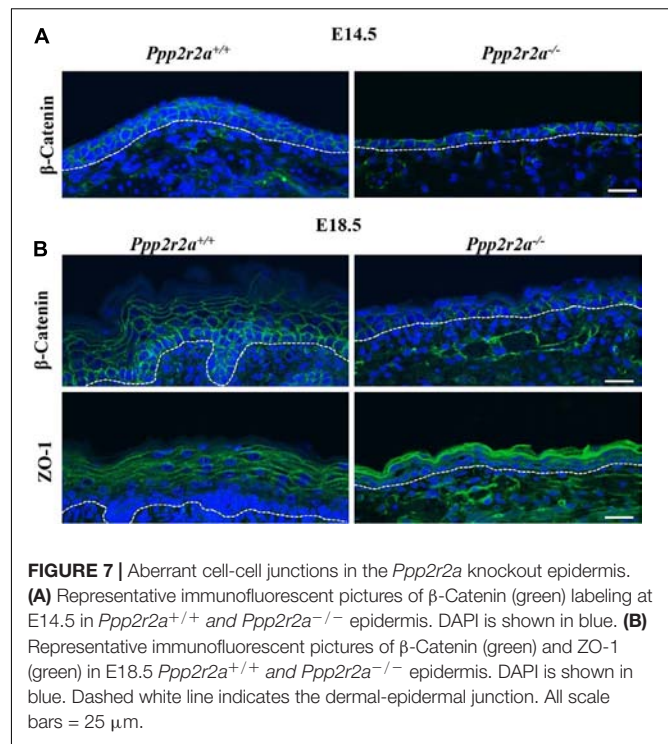 A E14.5
Ppp2r2a+/+ Ppp2r2a-/-
β-Catenin
E18.5
B Ppp2r2a+/+ Ppp2r2a-/-
β-Catenin
ZO-1
FIGURE 7 | Aberrant cell-cell junctions in the Ppp2r2a knockout epidermis.
(A) Representative immunofluorescent pictures of β-Catenin (green) labeling at
E14.5 in Ppp2r2a+/+ and Ppp2r2a−/− epidermis. DAPI is shown in blue. (B)
Representative immunofluorescent pictures of β-Catenin (green) and ZO-1
(green) in E18.5 Ppp2r2a+/+ and Ppp2r2a−/− epidermis. DAPI is shown in
blue. Dashed white line indicates the dermal-epidermal junction. All scale
bars = 25 μm.